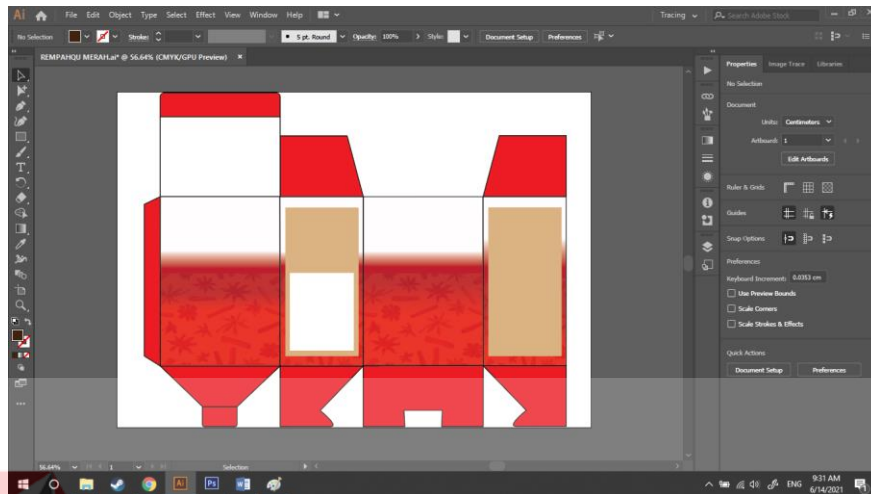 Ai File Edit Object Type Select Effect View Window Help Tracing Search Adobe Stock
No Selection Stroke: 5 pt. Round Opacity: 100% Style: Document Setup Preferences
REMPAHQU MERAH.ai* @ 56.64% (CMYK/GPU Preview) ×
Properties Image Trace Libraries
No Selection
Document
Units: Centimeters
Artboard: 1
Edit Artboards
Ruler & Grids
Guides
Snap Options
Preferences
Keyboard Increment: 0.0353 cm
Use Preview Bounds
Scale Corners
Scale Strokes & Effects
Quick Actions
Document Setup Preferences
56.64% 1 Selection
Ai Ps ENG 9:31 AM
6/14/2021